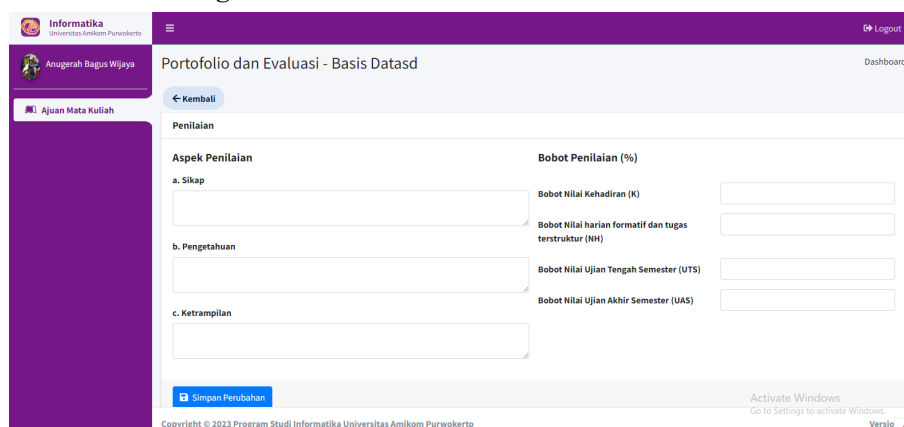 Informatika
Universitas Amikom Purwokerto
Logout
Anugerah Bagus Wijaya
Portofolio dan Evaluasi - Basis Datasd
Dashboard
Kembali
Ajuan Mata Kuliah
Penilaian
Aspek Penilaian
a. Sikap
b. Pengetahuan
c. Ketrampilan
Bobot Penilaian (%)
Bobot Nilai Kehadiran (K)
Bobot Nilai harian formatif dan tugas
terstruktur (NH)
Bobot Nilai Ujian Tengah Semester (UTS)
Bobot Nilai Ujian Akhir Semester (UAS)
Simpan Perubahan
Activate Windows
Go to Settings to activate Windows.
Copyright © 2023 Program Studi Informatika Universitas Amikom Purwokerto
Versio